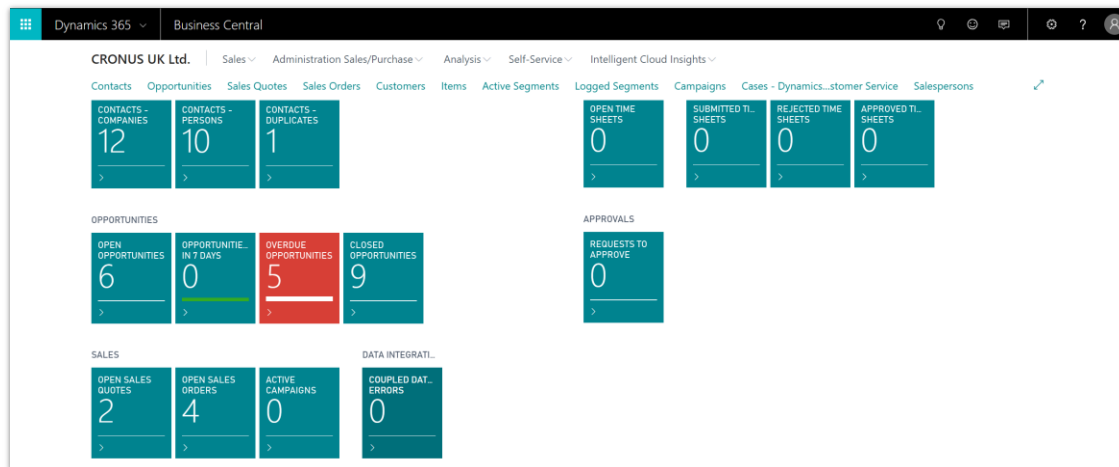 Dynamics 365 Business Central ?
CRONUS UK Ltd. Sales Administration Sales/Purchase Analysis Self-Service Intelligent Cloud Insights
Contacts Opportunities Sales Quotes Sales Orders Customers Items Active Segments Logged Segments Campaigns Cases - Dynamics...stomer Service Salespersons
CONTACTS -
COMPANIES
12
CONTACTS -
PERSONS
10
CONTACTS -
DUPLICATES
1
OPEN TIME
SHEETS
0
SUBMITTED TI...
SHEETS
0
REJECTED TIME
SHEETS
0
APPROVED TI...
SHEETS
0
OPPORTUNITIES
OPEN
OPPORTUNITIES
6
OPPORTUNITIE...
IN 7 DAYS
0
OVERDUE
OPPORTUNITIES
5
CLOSED
OPPORTUNITIES
9
APPROVALS
REQUESTS TO
APPROVE
0
SALES
OPEN SALES
QUOTES
2
OPEN SALES
ORDERS
4
ACTIVE
CAMPAIGNS
0
DATA INTEGRATI...
COUPLED DAT...
ERRORS
0